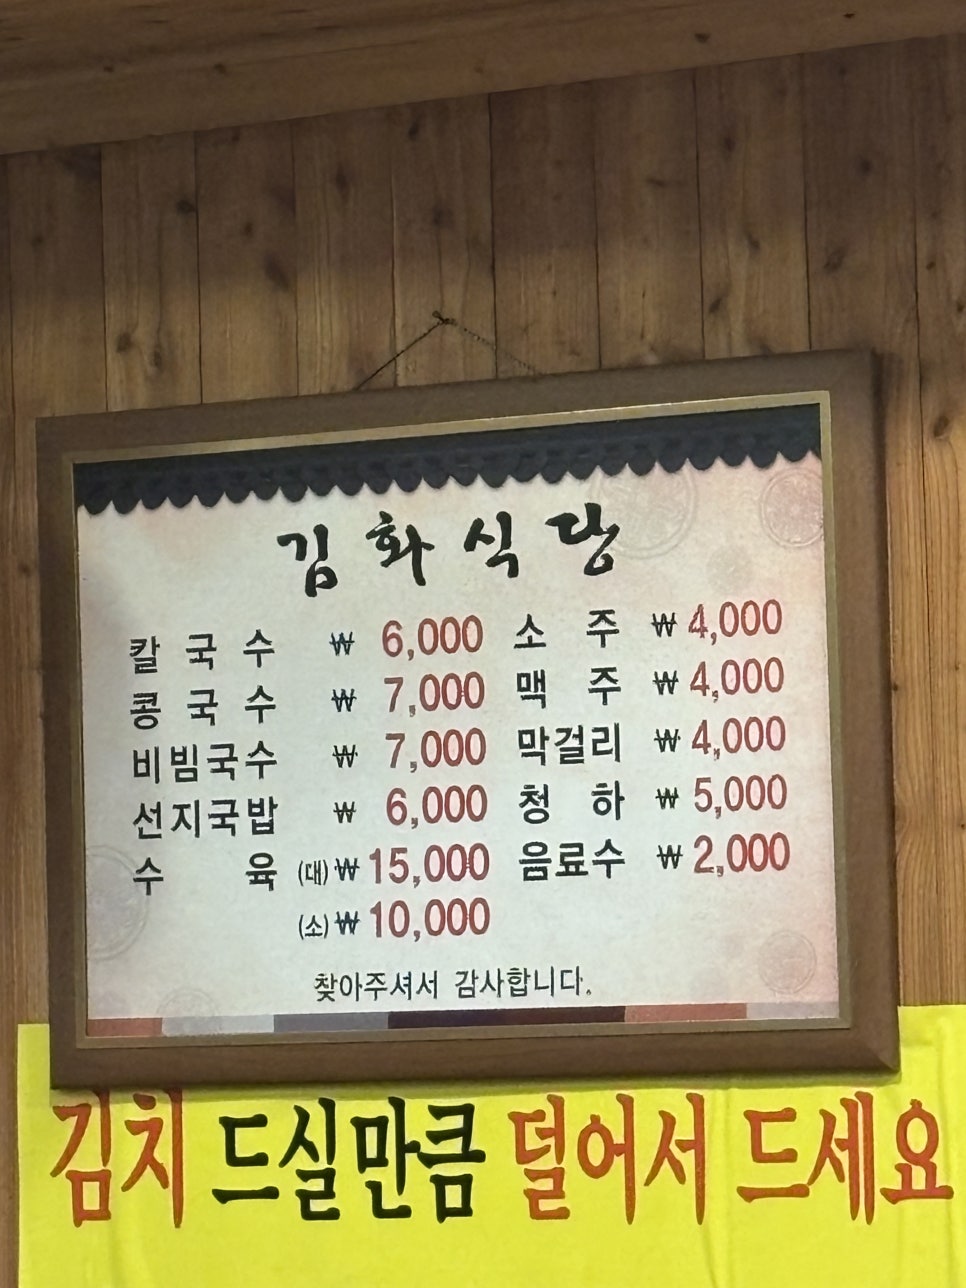 김화식당
칼국수 ₩ 6,000
콩국수 ₩ 7,000
비빔국수 ₩ 7,000
선지국밥 ₩ 6,000
수육 (대) ₩ 15,000
(소) ₩ 10,000
소주 ₩ 4,000
맥주 ₩ 4,000
막걸리 ₩ 4,000
청하 ₩ 5,000
음료수 ₩ 2,000
찾아주셔서 감사합니다.
김치 드실만큼 덜어서 드세요